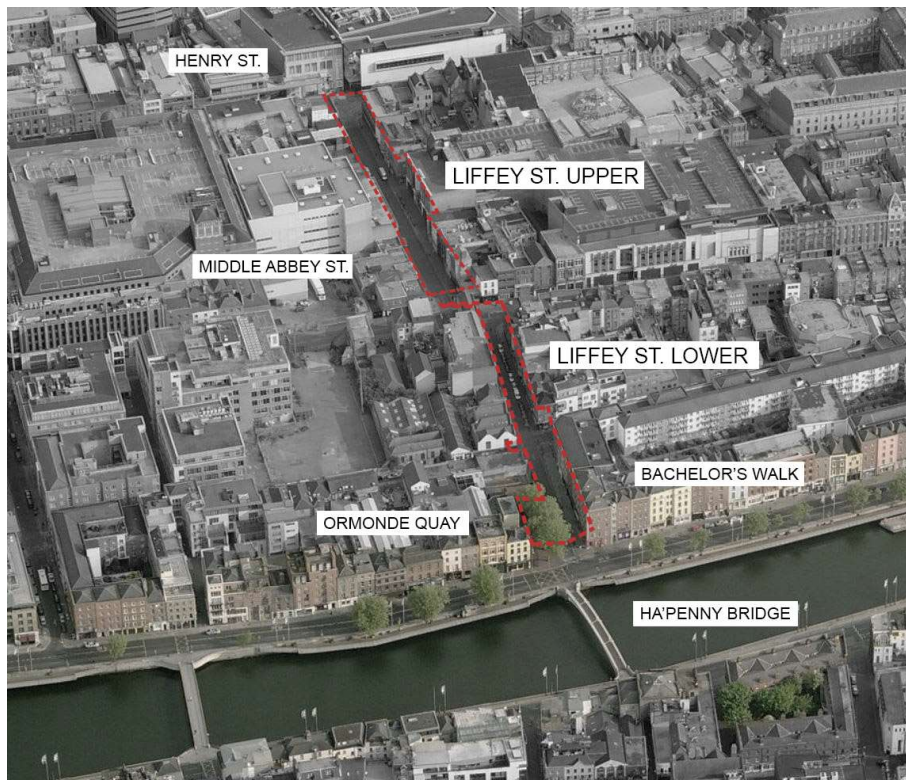 HENRY ST.
LIFFEY ST. UPPER
MIDDLE ABBEY ST.
LIFFEY ST. LOWER
BACHELOR'S WALK
ORMONDE QUAY
HA'PENNY BRIDGE